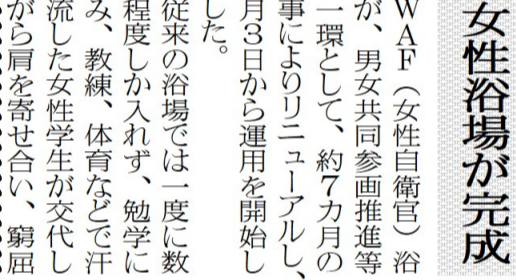 女性浴場が完成
WAF（女性自衛官）浴
が、男女共同参画推進等
一環として、約7カ月の
事によりリニューアルし、
月3日から運用を開始し
した。
従来の浴場では一度に数
程度しか入れず、勉学に
み、教練、体育などで汗
流した女性学生が交代し
がら肩を寄せ合い、窮屈